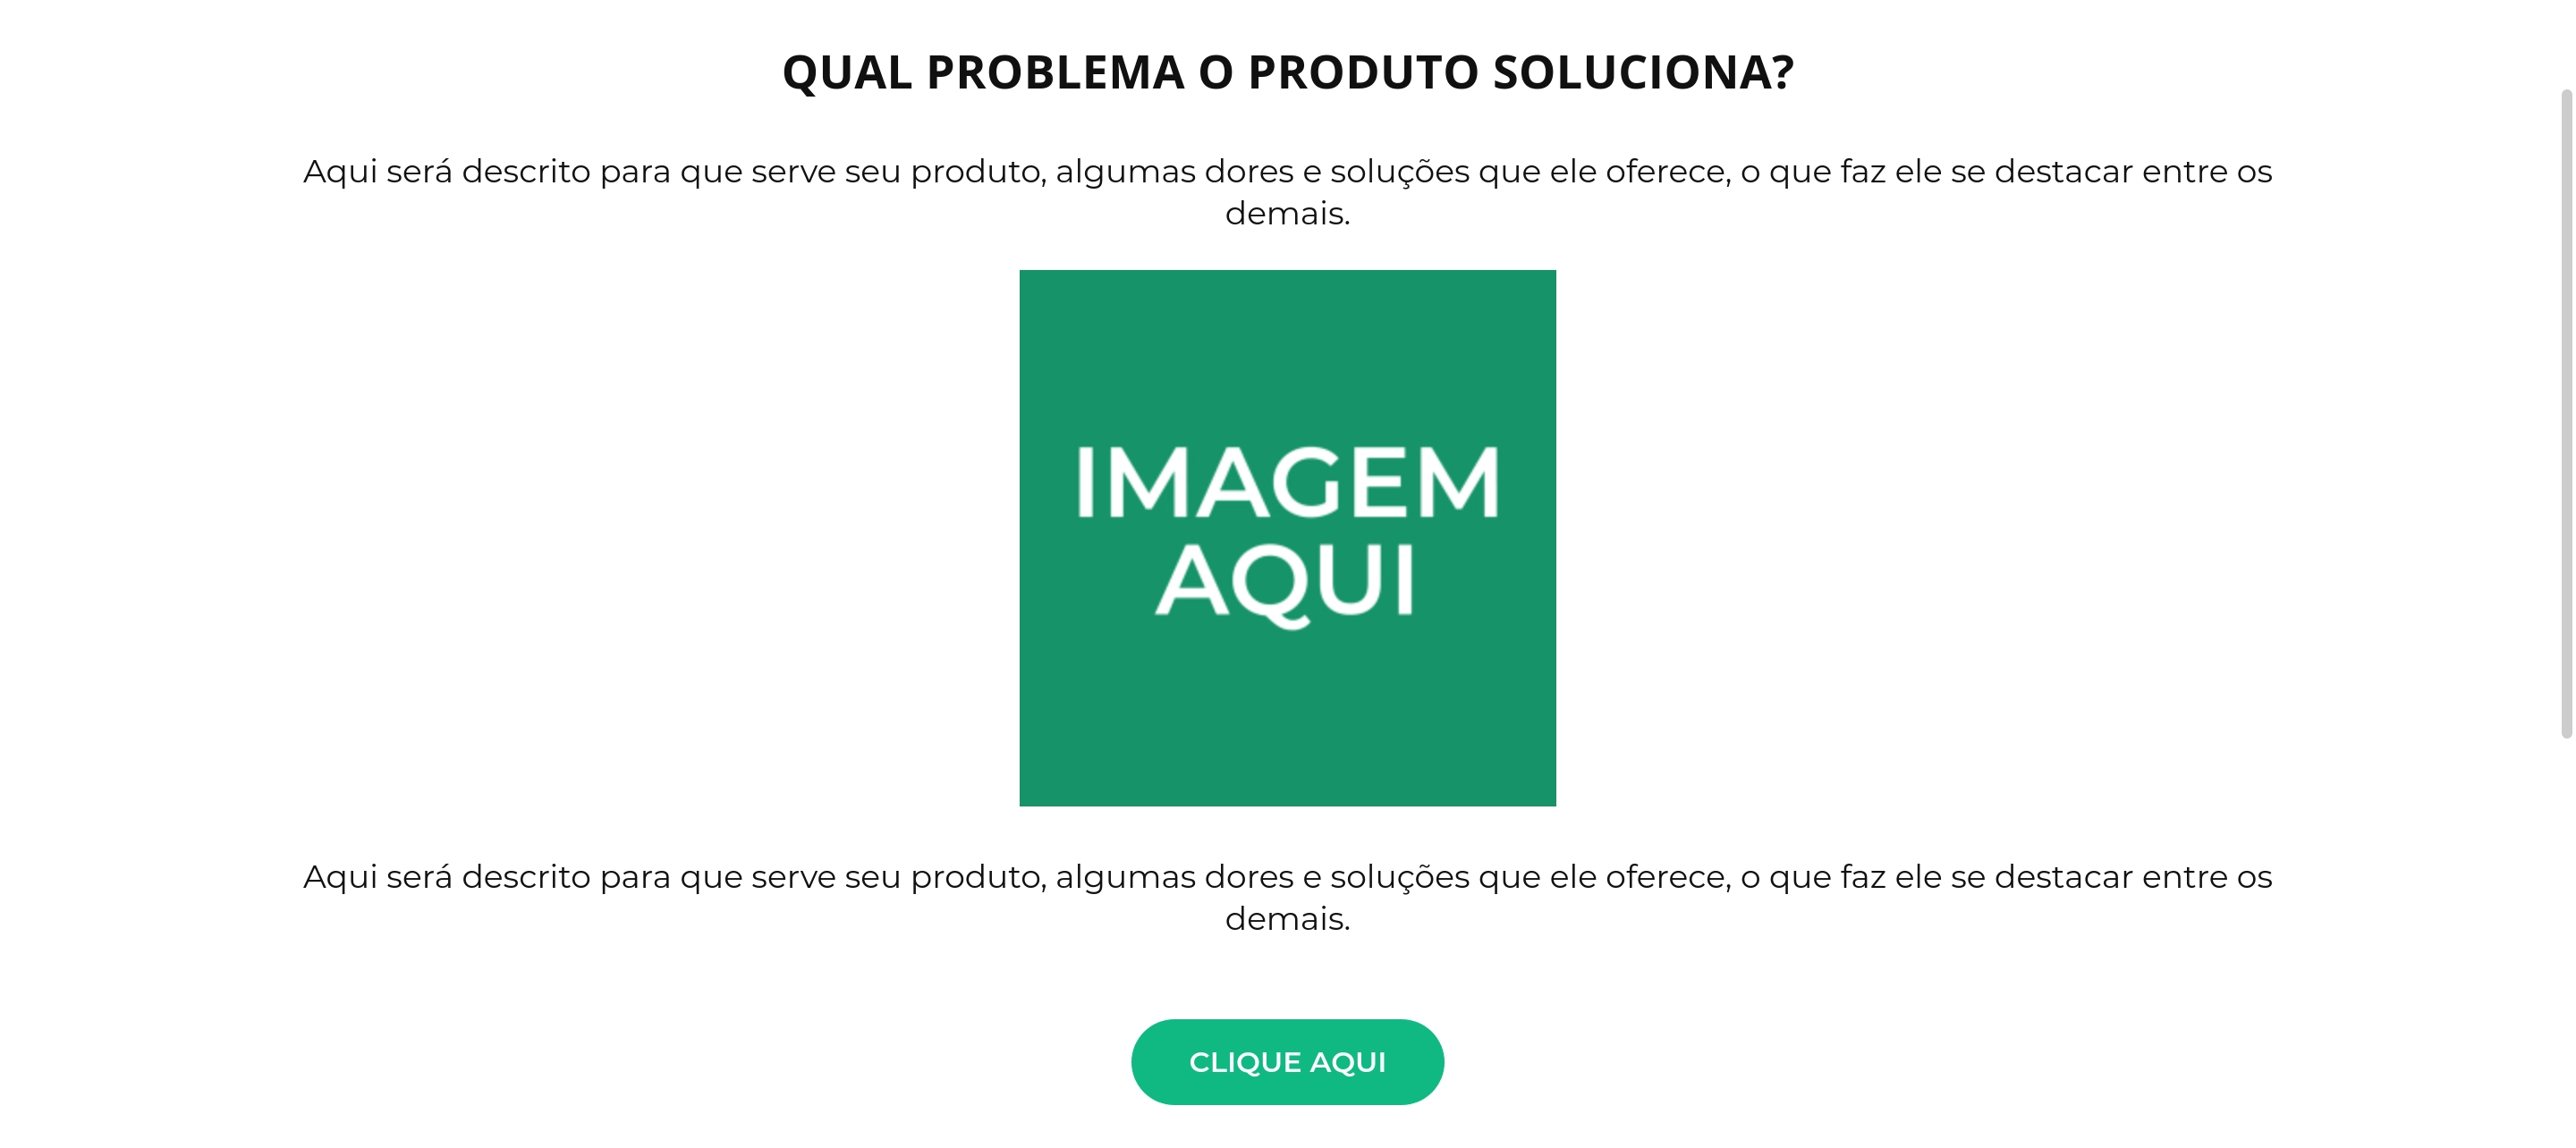 QUAL PROBLEMA O PRODUTO SOLUCIONA?
Aqui será descrito para que serve seu produto, algumas dores e soluções que ele oferece, o que faz ele se destacar entre os
demais.
IMAGEM
AQUI
Aqui será descrito para que serve seu produto, algumas dores e soluções que ele oferece, o que faz ele se destacar entre os
demais.
CLIQUE AQUI